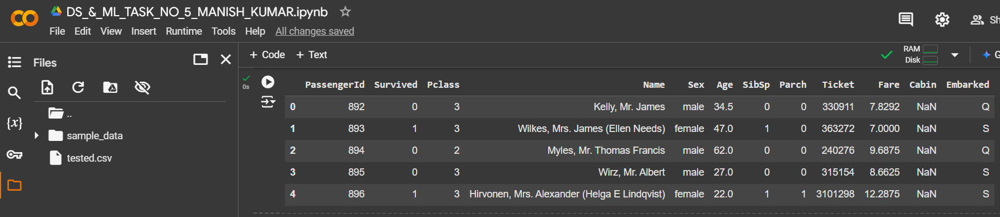 DS_&_ML_TASK_NO_5_MANISH_KUMAR.ipynb
File Edit View Insert Runtime Tools Help All changes saved
Sh
Files
+ Code + Text
RAM
Disk
G
..
sample_data
tested.csv
{x}
0s
PassengerId Survived Pclass Name Sex Age SibSp Parch Ticket Fare Cabin Embarked
0 892 0 3 Kelly, Mr. James male 34.5 0 0 330911 7.8292 NaN Q
1 893 1 3 Wilkes, Mrs. James (Ellen Needs) female 47.0 1 0 363272 7.0000 NaN S
2 894 0 2 Myles, Mr. Thomas Francis male 62.0 0 0 240276 9.6875 NaN Q
3 895 0 3 Wirz, Mr. Albert male 27.0 0 0 315154 8.6625 NaN S
4 896 1 3 Hirvonen, Mrs. Alexander (Helga E Lindqvist) female 22.0 1 1 3101298 12.2875 NaN S